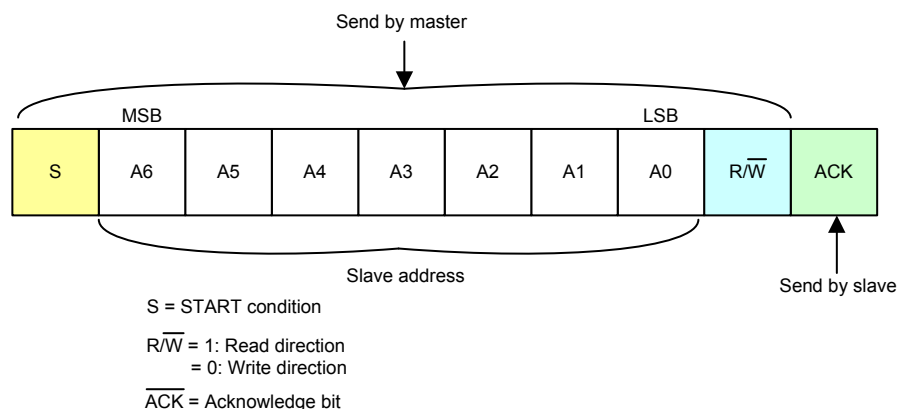 Send by master
MSB LSB
S A6 A5 A4 A3 A2 A1 A0 R/W̅ ACK
Slave address
Send by slave
S = START condition
R/W̅ = 1: Read direction
= 0: Write direction
A̅C̅K̅ = Acknowledge bit